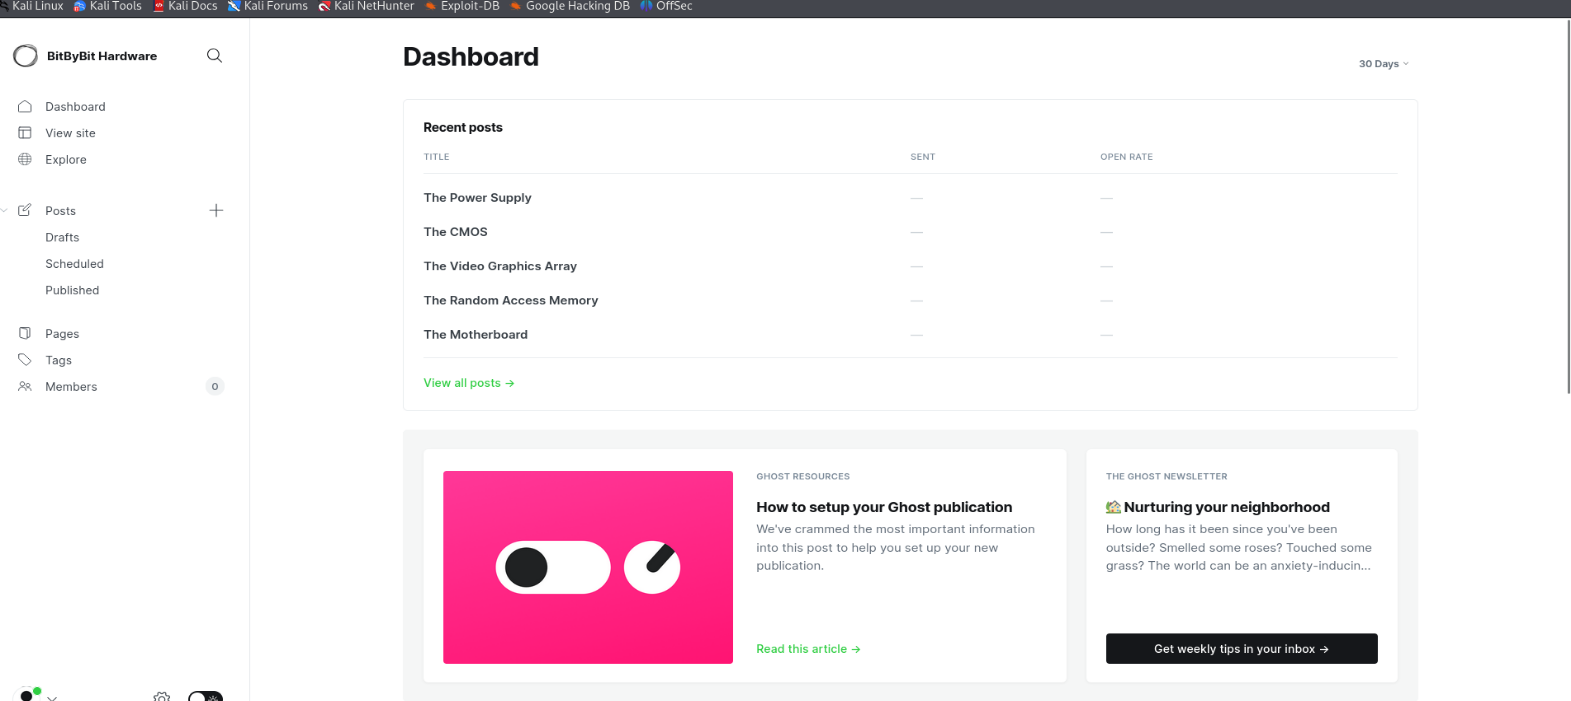 Kali Linux Kali Tools Kali Docs Kali Forums Kali NetHunter Exploit-DB Google Hacking DB OffSec
BitByBit Hardware
Dashboard
View site
Explore
Posts
Drafts
Scheduled
Published
Pages
Tags
Members 0
Dashboard
30 Days
Recent posts
TITLE SENT OPEN RATE
The Power Supply — —
The CMOS — —
The Video Graphics Array — —
The Random Access Memory — —
The Motherboard — —
View all posts →
GHOST RESOURCES
How to setup your Ghost publication
We've crammed the most important information
into this post to help you set up your new
publication.
Read this article →
THE GHOST NEWSLETTER
🏡 Nurturing your neighborhood
How long has it been since you've been
outside? Smelled some roses? Touched some
grass? The world can be an anxiety-inducin...
Get weekly tips in your inbox →